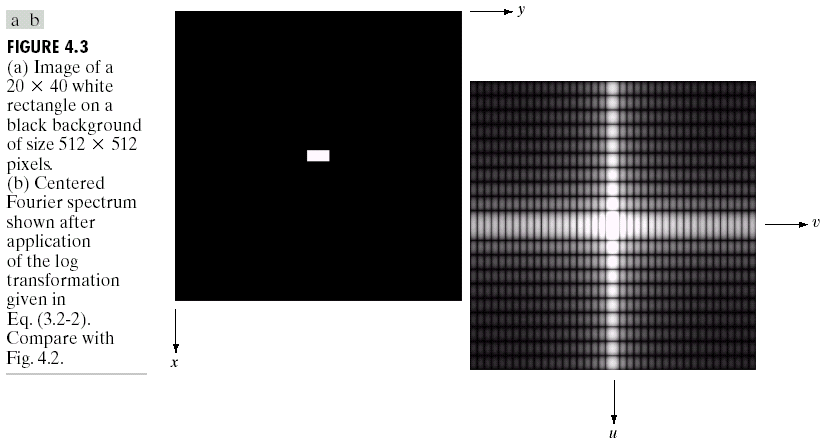 a b
FIGURE 4.3
(a) Image of a
20 × 40 white
rectangle on a
black background
of size 512 × 512
pixels.
(b) Centered
Fourier spectrum
shown after
application
of the log
transformation
given in
Eq. (3.2-2).
Compare with
Fig. 4.2.
y
x
v
u